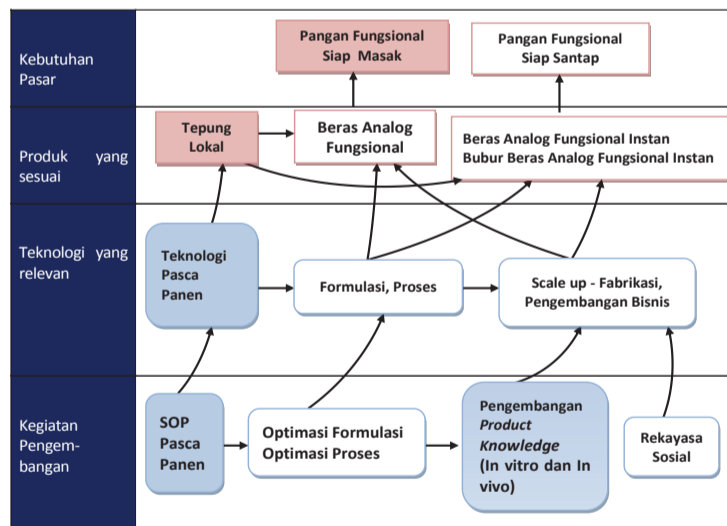 Kebutuhan
Pasar
Pangan Fungsional
Siap Masak
Pangan Fungsional
Siap Santap
Produk yang
sesuai
Tepung
Lokal
Beras Analog
Fungsional
Beras Analog Fungsional Instan
Bubur Beras Analog Fungsional Instan
Teknologi yang
relevan
Teknologi
Pasca
Panen
Formulasi, Proses
Scale up - Fabrikasi,
Pengembangan Bisnis
Kegiatan
Pengem-
bangan
SOP
Pasca
Panen
Optimasi Formulasi
Optimasi Proses
Pengembangan
Product
Knowledge
(In vitro dan In
vivo)
Rekayasa
Sosial